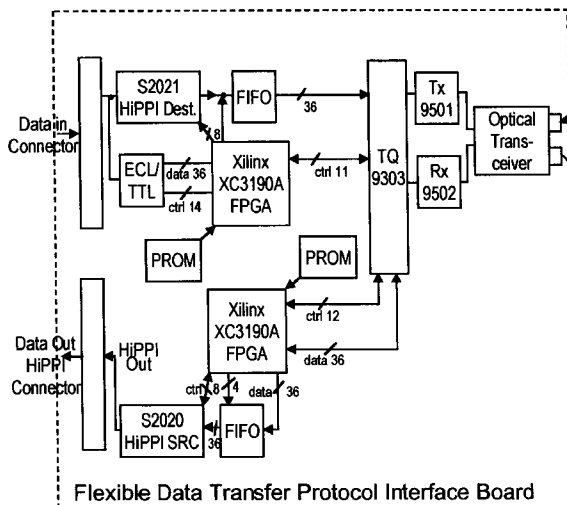 S2021
HiPPI Dest.
FIFO
36
Tx
9501
Optical
Trans-
ceiver
Data in
Connector
8
ECL/
TTL
data 36
ctrl 14
Xilinx
XC3190A
FPGA
ctrl 11
TQ
9303
Rx
9502
PROM
PROM
Xilinx
XC3190A
FPGA
ctrl 12
data 36
Data Out
HiPPI
Connector
HiPPI
Out
ctrl 8
4
data 36
S2020
HiPPI SRC
36
FIFO
Flexible Data Transfer Protocol Interface Board